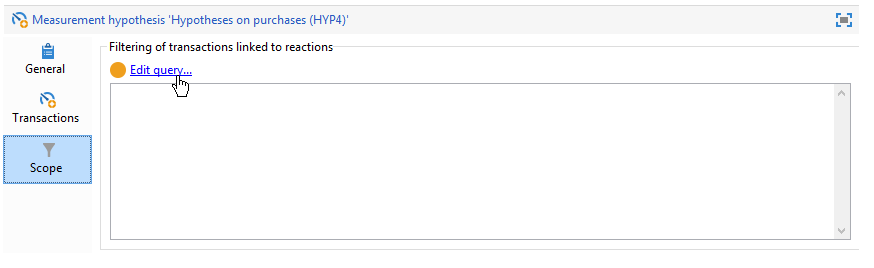 Measurement hypothesis 'Hypotheses on purchases (HYP4)'
General
Transactions
Scope
Filtering of transactions linked to reactions
Edit query...